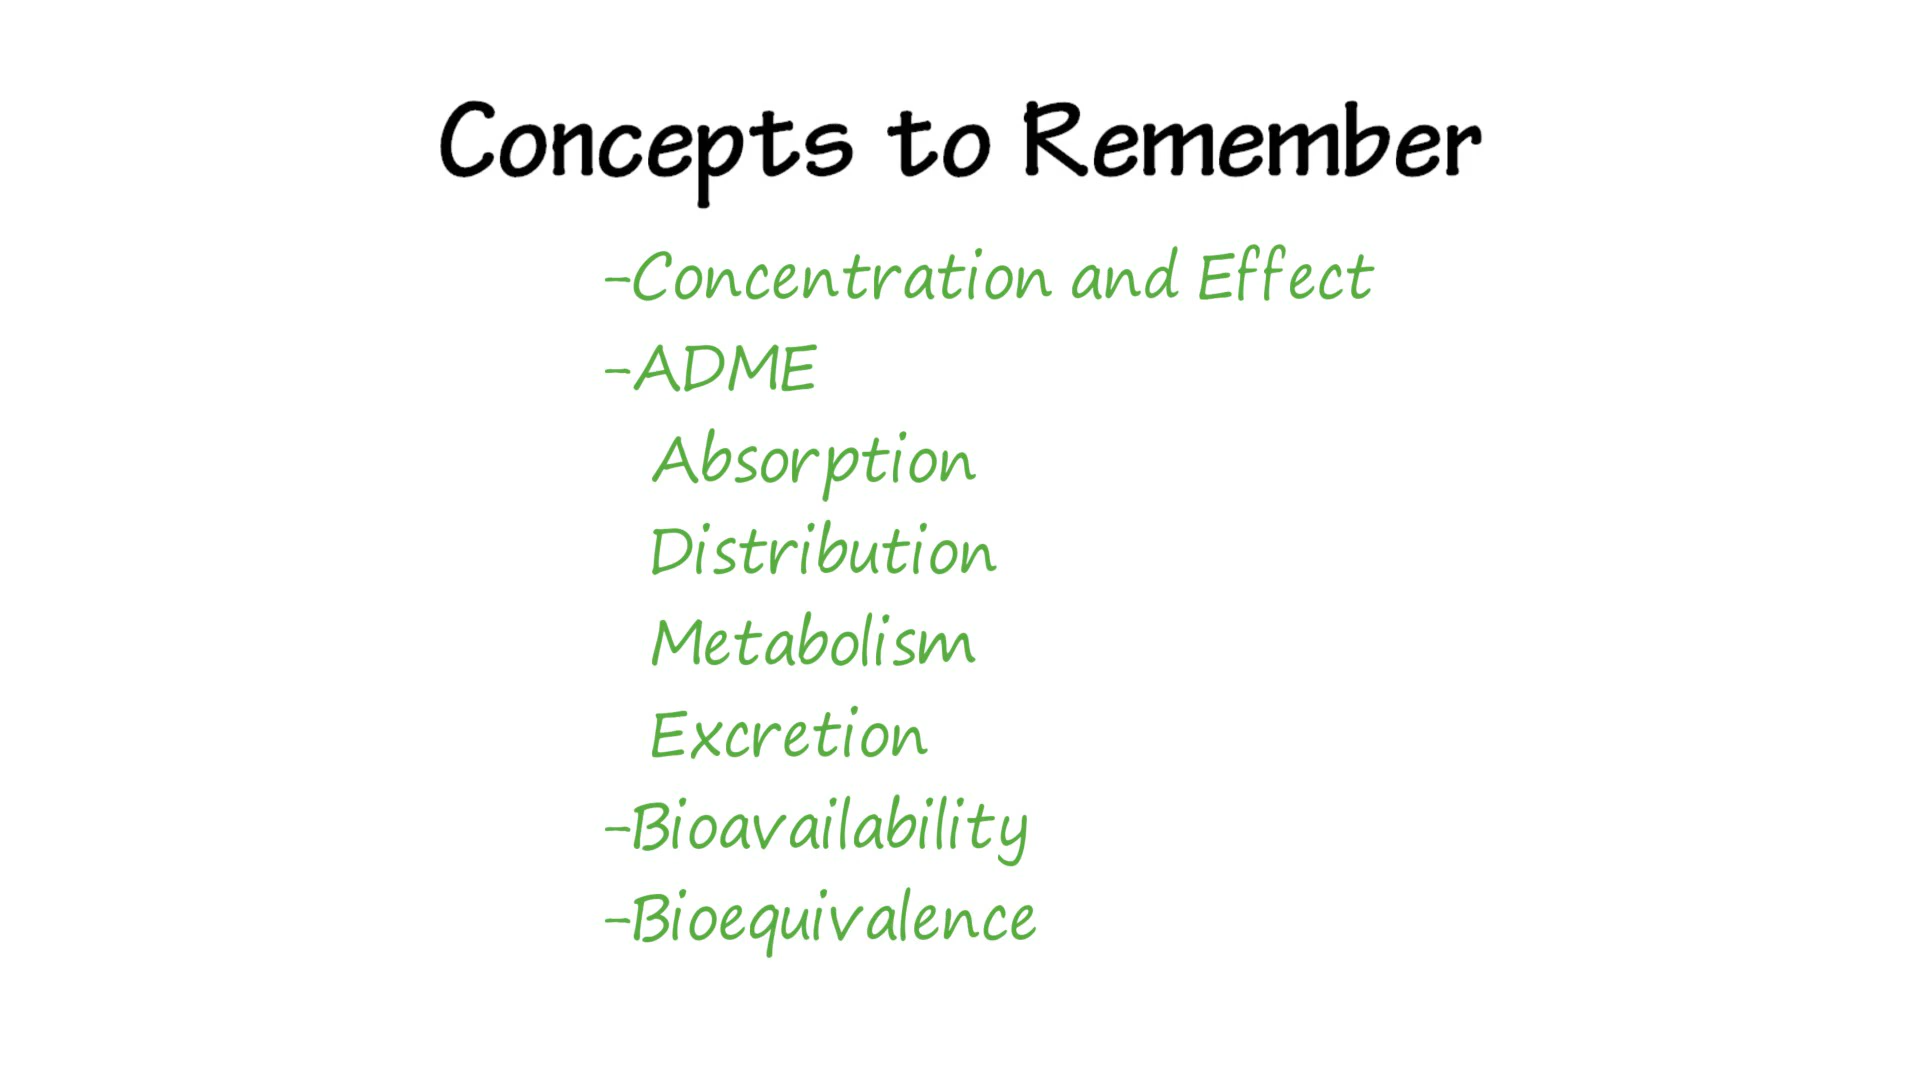 Concepts to Remember
-Concentration and Effect
-ADME
Absorption
Distribution
Metabolism
Excretion
-Bioavailability
-Bioequivalence